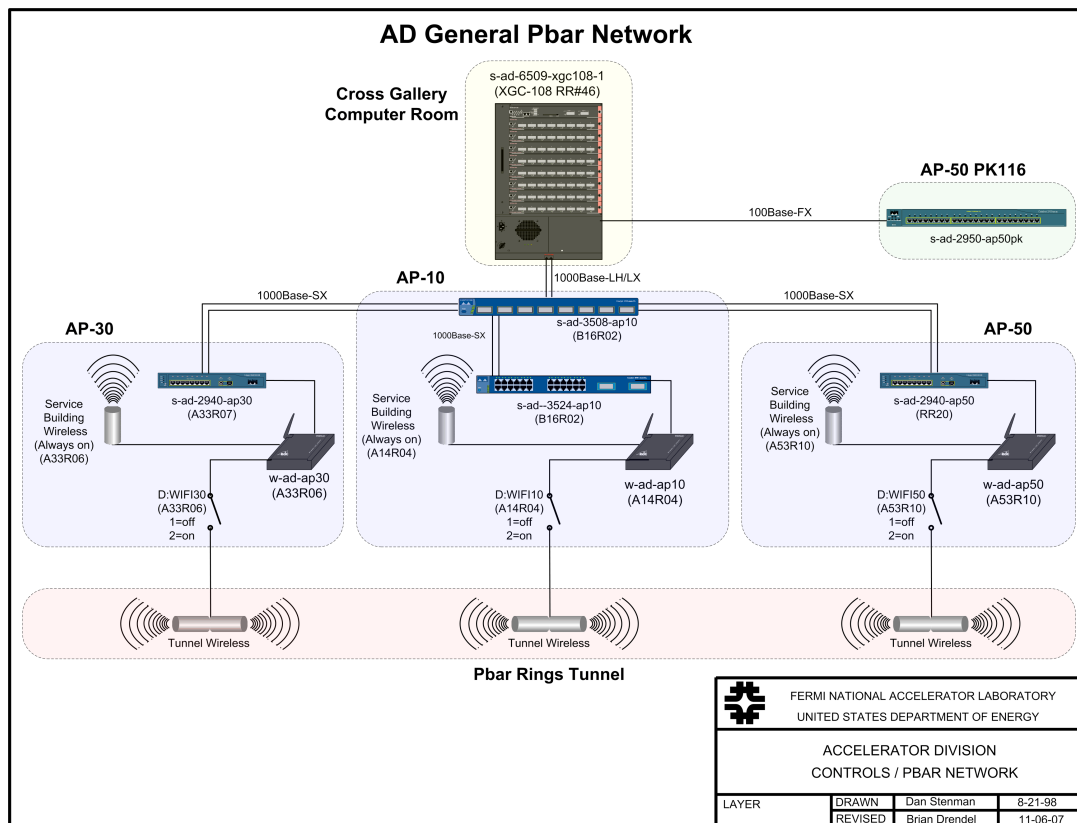 AD General Pbar Network
s-ad-6509-xgc108-1
(XGC-108 RR#46)
Cross Gallery
Computer Room
AP-50 PK116
100Base-FX
s-ad-2950-ap50pk
1000Base-LH/LX
AP-10
1000Base-SX
1000Base-SX
s-ad-3508-ap10
(B16R02)
1000Base-SX
AP-30
s-ad-2940-ap30
(A33R07)
Service
Building
Wireless
(Always on)
(A33R06)
w-ad-ap30
(A33R06)
D:WIFI30
(A33R06)
1=off
2=on
s-ad--3524-ap10
(B16R02)
Service
Building
Wireless
(Always on)
(A14R04)
w-ad-ap10
(A14R04)
D:WIFI10
(A14R04)
1=off
2=on
AP-50
s-ad-2940-ap50
(RR20)
Service
Building
Wireless
(Always on)
(A53R10)
w-ad-ap50
(A53R10)
D:WIFI50
(A53R10)
1=off
2=on
Tunnel Wireless
Tunnel Wireless
Tunnel Wireless
Pbar Rings Tunnel
FERMI NATIONAL ACCELERATOR LABORATORY
UNITED STATES DEPARTMENT OF ENERGY
ACCELERATOR DIVISION
CONTROLS / PBAR NETWORK
LAYER
DRAWN Dan Stenman 8-21-98
REVISED Brian Drendel 11-06-07